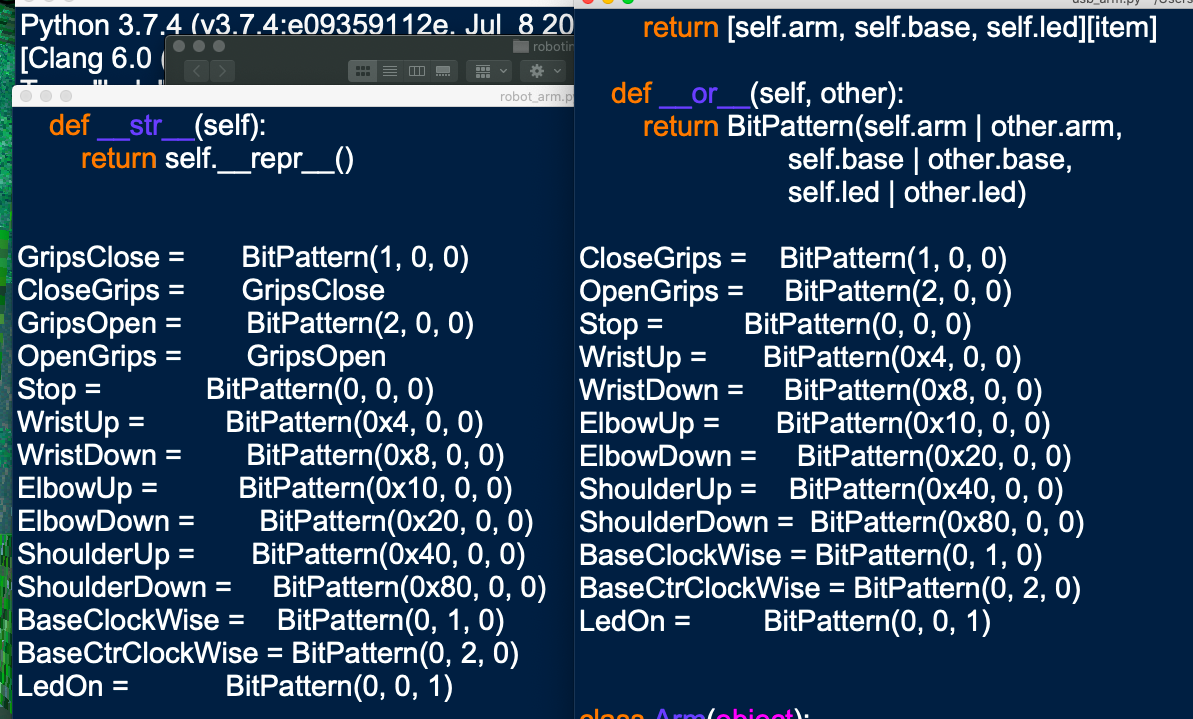 Python 3.7.4 (v3.7.4:e09359112e, Jul 8 20
[Clang 6.0 (
robotin
robot_arm.py
def __str__(self):
return self.__repr__()
GripsClose = BitPattern(1, 0, 0)
CloseGrips = GripsClose
GripsOpen = BitPattern(2, 0, 0)
OpenGrips = GripsOpen
Stop = BitPattern(0, 0, 0)
WristUp = BitPattern(0x4, 0, 0)
WristDown = BitPattern(0x8, 0, 0)
ElbowUp = BitPattern(0x10, 0, 0)
ElbowDown = BitPattern(0x20, 0, 0)
ShoulderUp = BitPattern(0x40, 0, 0)
ShoulderDown = BitPattern(0x80, 0, 0)
BaseClockWise = BitPattern(0, 1, 0)
BaseCtrClockWise = BitPattern(0, 2, 0)
LedOn = BitPattern(0, 0, 1)
usb_arm.py - /Users
return [self.arm, self.base, self.led][item]
def __or__(self, other):
return BitPattern(self.arm | other.arm,
self.base | other.base,
self.led | other.led)
CloseGrips = BitPattern(1, 0, 0)
OpenGrips = BitPattern(2, 0, 0)
Stop = BitPattern(0, 0, 0)
WristUp = BitPattern(0x4, 0, 0)
WristDown = BitPattern(0x8, 0, 0)
ElbowUp = BitPattern(0x10, 0, 0)
ElbowDown = BitPattern(0x20, 0, 0)
ShoulderUp = BitPattern(0x40, 0, 0)
ShoulderDown = BitPattern(0x80, 0, 0)
BaseClockWise = BitPattern(0, 1, 0)
BaseCtrClockWise = BitPattern(0, 2, 0)
LedOn = BitPattern(0, 0, 1)
class Arm(object):